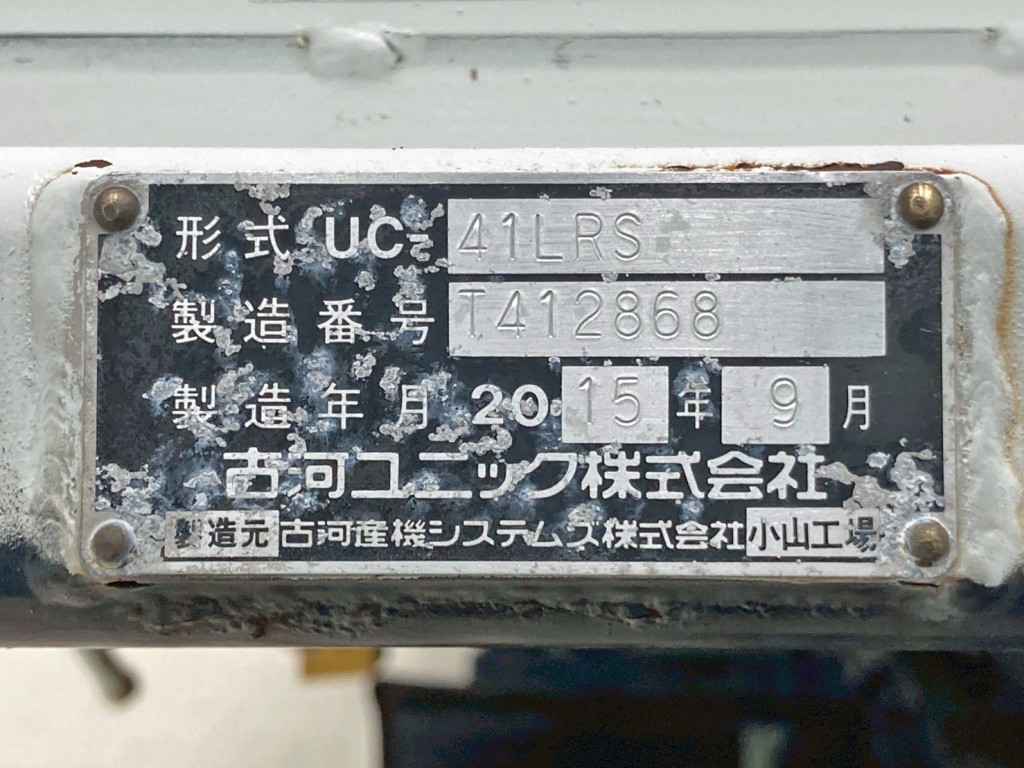 形式 UC-41LRS
製造番号 T412868
製造年月 2015年9月
古河ユニック株式会社
製造元 古河産機システムズ株式会社 小山工場